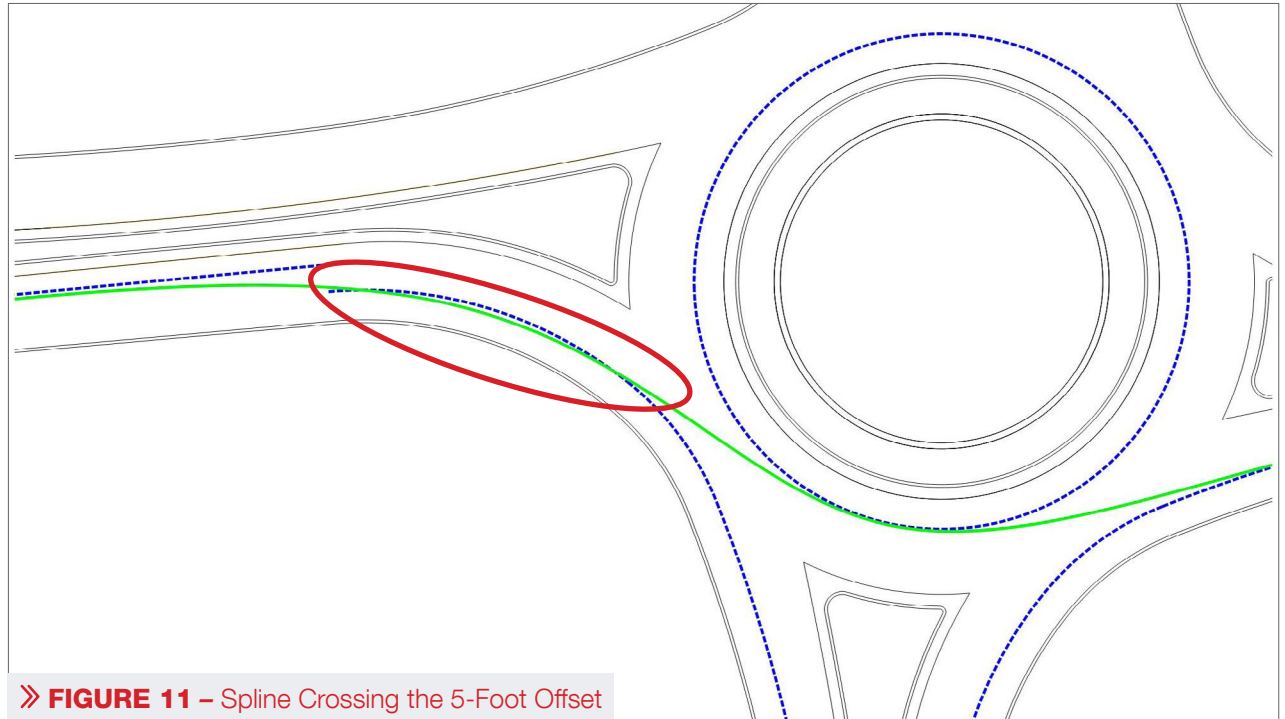 » FIGURE 11 – Spline Crossing the 5-Foot Offset